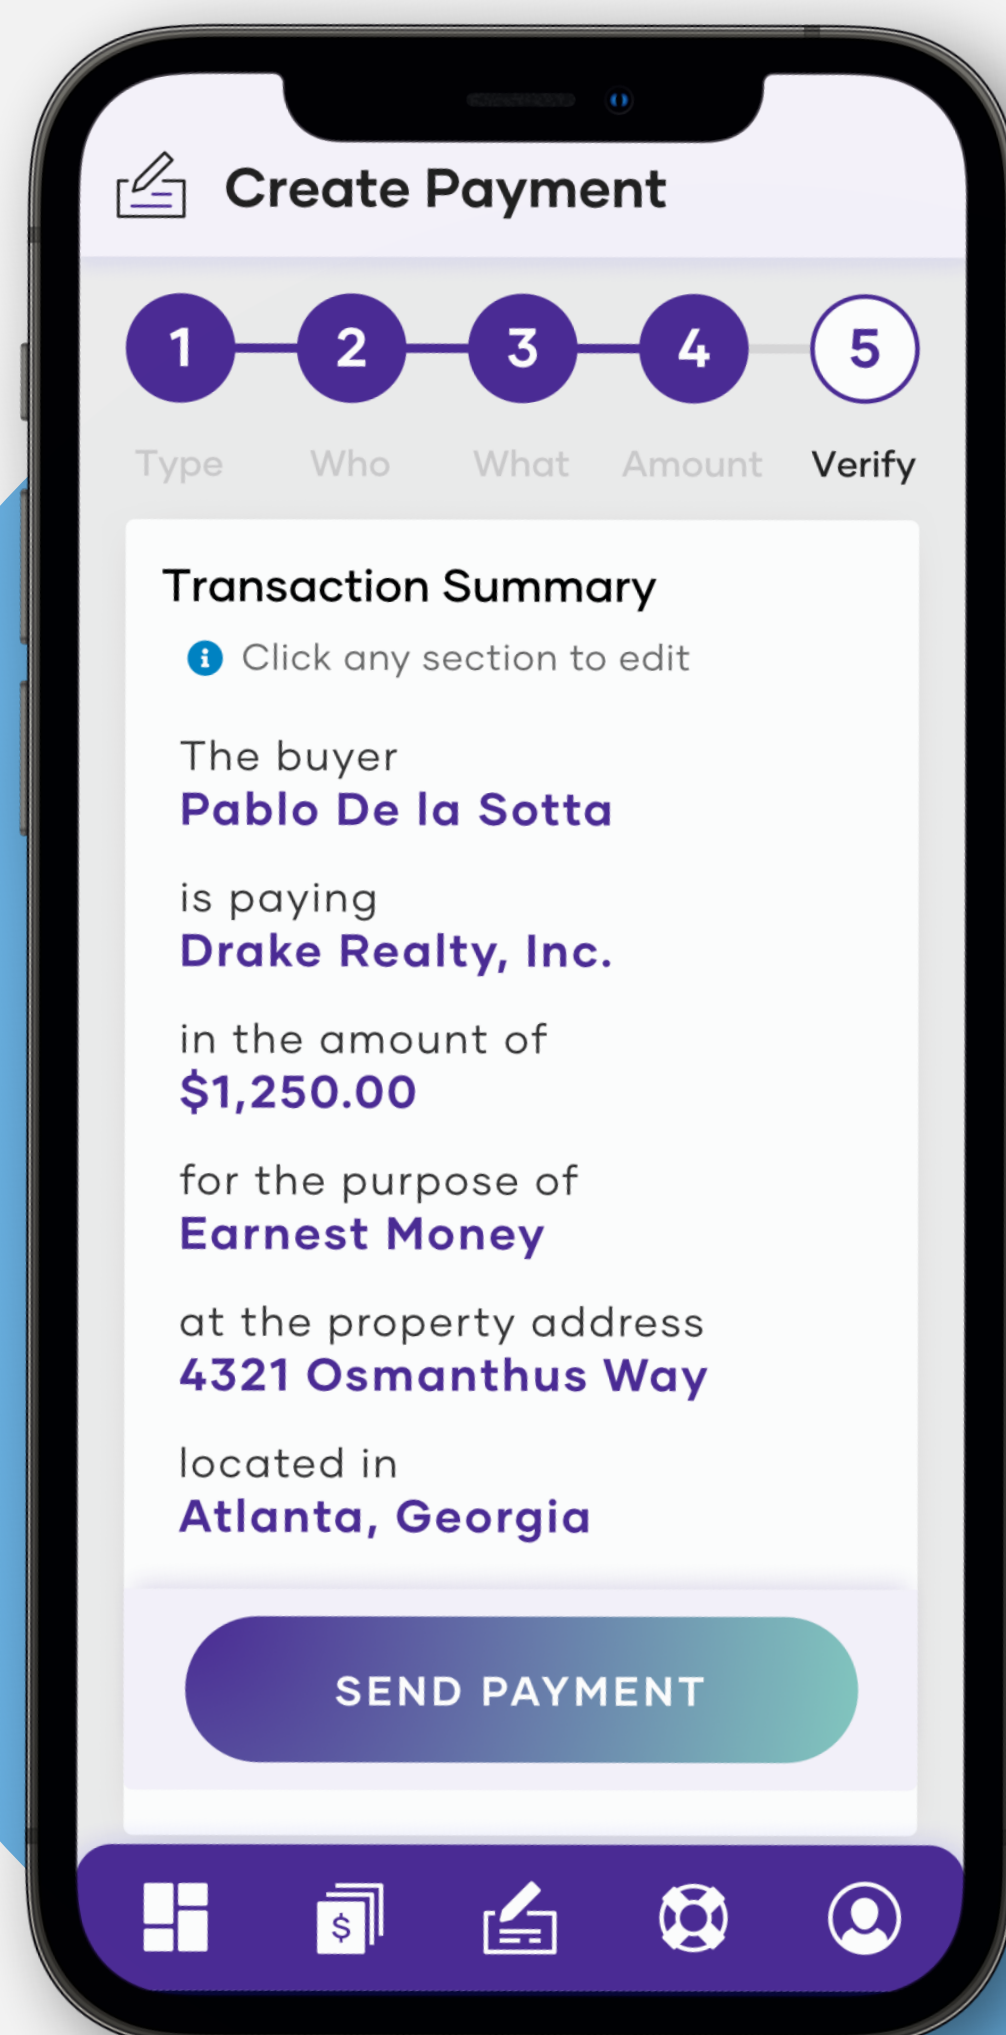 Create Payment
1 2 3 4 5
Type Who What Amount Verify
Transaction Summary
Click any section to edit
The buyer
Pablo De la Sotta
is paying
Drake Realty, Inc.
in the amount of
$1,250.00
for the purpose of
Earnest Money
at the property address
4321 Osmanthus Way
located in
Atlanta, Georgia
SEND PAYMENT
$